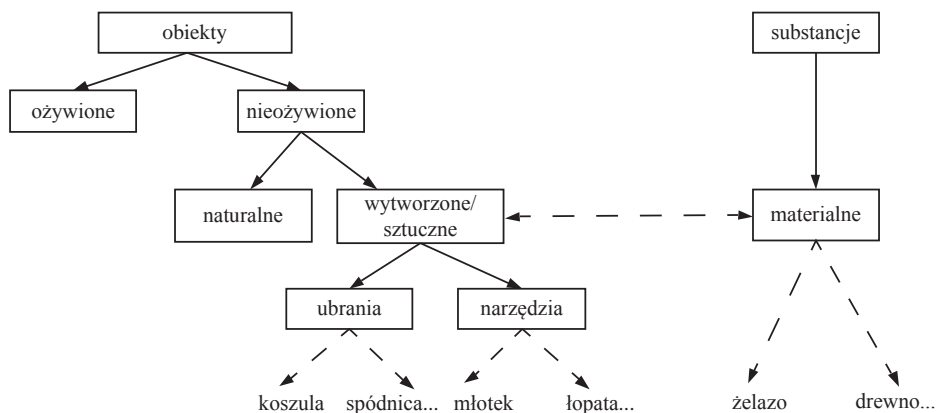 obiekty
substancje
ożywione
nieożywione
naturalne
wytworzone/
sztuczne
materialne
ubrania
narzędzia
koszula
spódnica...
młotek
łopata...
żelazo
drewno...